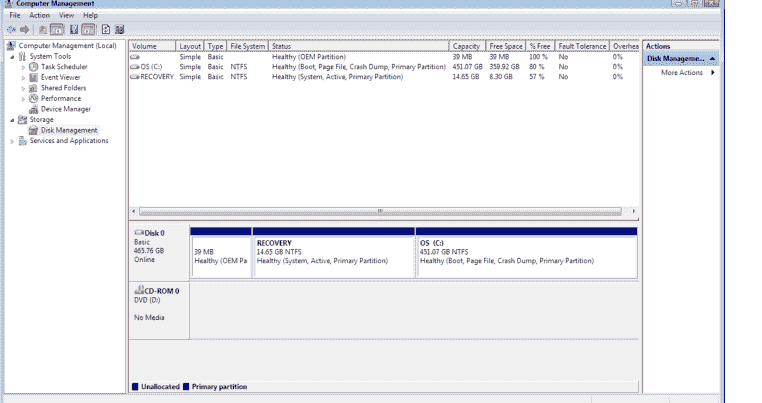 Computer Management
File Action View Help
Computer Management (Local)
System Tools
Task Scheduler
Event Viewer
Shared Folders
Performance
Device Manager
Storage
Disk Management
Services and Applications
Volume Layout Type File System Status Capacity Free Space % Free Fault Tolerance Overhea
Simple Basic Healthy (OEM Partition) 39 MB 39 MB 100 % No 0%
OS (C:) Simple Basic NTFS Healthy (Boot, Page File, Crash Dump, Primary Partition) 451.07 GB 359.92 GB 80 % No 0%
RECOVERY Simple Basic NTFS Healthy (System, Active, Primary Partition) 14.65 GB 8.30 GB 57 % No 0%
Actions
Disk Manageme...
More Actions
Disk 0
Basic
465.76 GB
Online
39 MB
Healthy (OEM Pa
RECOVERY
14.65 GB NTFS
Healthy (System, Active, Primary Partition)
OS (C:)
451.07 GB NTFS
Healthy (Boot, Page File, Crash Dump, Primary Partition)
CD-ROM 0
DVD (D:)
No Media
Unallocated Primary partition